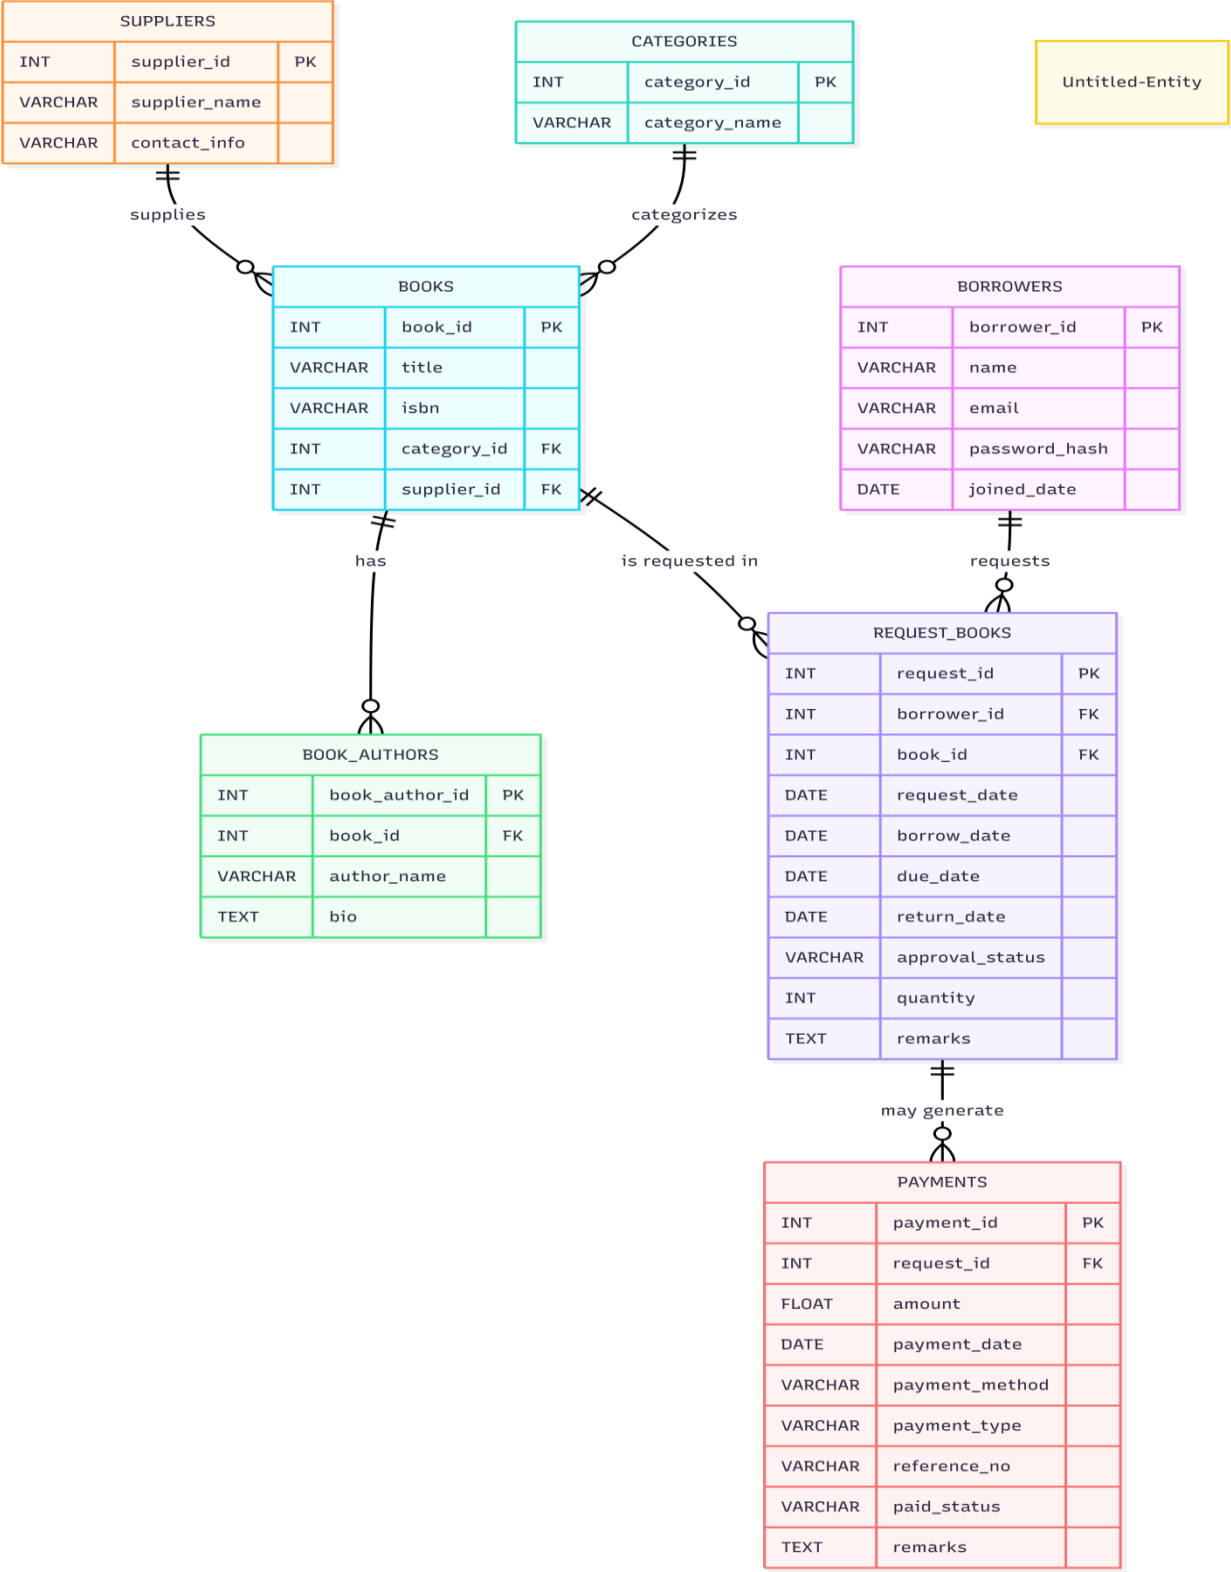 SUPPLIERS
INT supplier_id PK
VARCHAR supplier_name
VARCHAR contact_info
CATEGORIES
INT category_id PK
VARCHAR category_name
Untitled-Entity
supplies
categorizes
BOOKS
INT book_id PK
VARCHAR title
VARCHAR isbn
INT category_id FK
INT supplier_id FK
BORROWERS
INT borrower_id PK
VARCHAR name
VARCHAR email
VARCHAR password_hash
DATE joined_date
has
is requested in
requests
REQUEST_BOOKS
INT request_id PK
INT borrower_id FK
INT book_id FK
DATE request_date
DATE borrow_date
DATE due_date
DATE return_date
VARCHAR approval_status
INT quantity
TEXT remarks
BOOK_AUTHORS
INT book_author_id PK
INT book_id FK
VARCHAR author_name
TEXT bio
may generate
PAYMENTS
INT payment_id PK
INT request_id FK
FLOAT amount
DATE payment_date
VARCHAR payment_method
VARCHAR payment_type
VARCHAR reference_no
VARCHAR paid_status
TEXT remarks